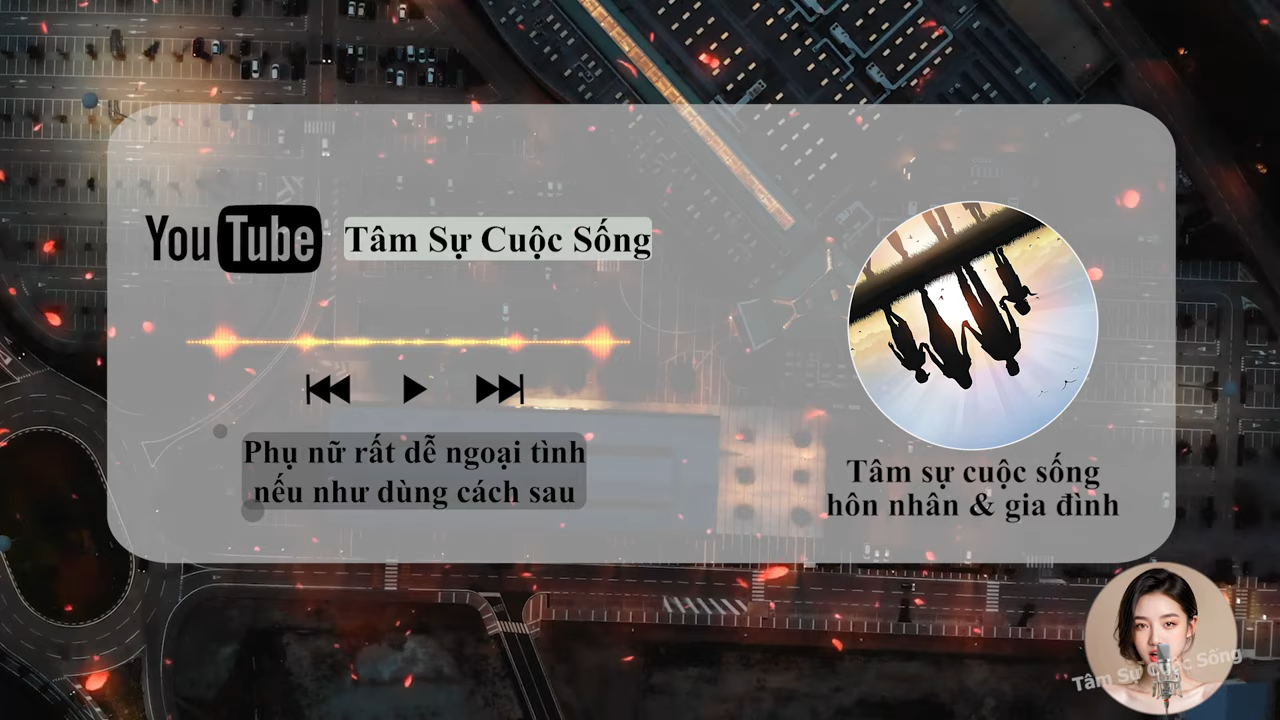 YouTube
Tâm Sự Cuộc Sống
Phụ nữ rất dễ ngoại tình
nếu như dùng cách sau
Tâm sự cuộc sống
hôn nhân & gia đình
Tâm Sự Cuộc Sống